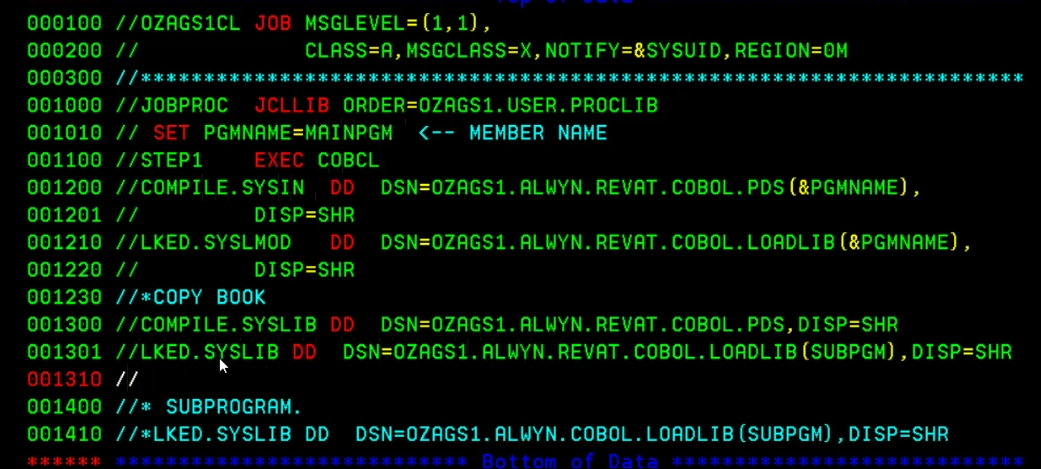 Top of Data
000100 //OZAGS1CL JOB MSGLEVEL=(1,1),
000200 //             CLASS=A,MSGCLASS=X,NOTIFY=&SYSUID,REGION=0M
000300 //**********************************************************************
001000 //JOBPROC  JCLLIB ORDER=OZAGS1.USER.PROCLIB
001010 // SET PGMNAME=MAINPGM  <-- MEMBER NAME
001100 //STEP1    EXEC COBCL
001200 //COMPILE.SYSIN  DD  DSN=OZAGS1.ALWYN.REVAT.COBOL.PDS(&PGMNAME),
001201 //         DISP=SHR
001210 //LKED.SYSLMOD   DD  DSN=OZAGS1.ALWYN.REVAT.COBOL.LOADLIB(&PGMNAME),
001220 //         DISP=SHR
001230 //*COPY BOOK
001300 //COMPILE.SYSLIB DD  DSN=OZAGS1.ALWYN.REVAT.COBOL.PDS,DISP=SHR
001301 //LKED.SYSLIB DD  DSN=OZAGS1.ALWYN.REVAT.COBOL.LOADLIB(SUBPGM),DISP=SHR
001310 //
001400 //* SUBPROGRAM.
001410 //*LKED.SYSLIB DD  DSN=OZAGS1.ALWYN.COBOL.LOADLIB(SUBPGM),DISP=SHR
****** **************************** Bottom of Data ****************************